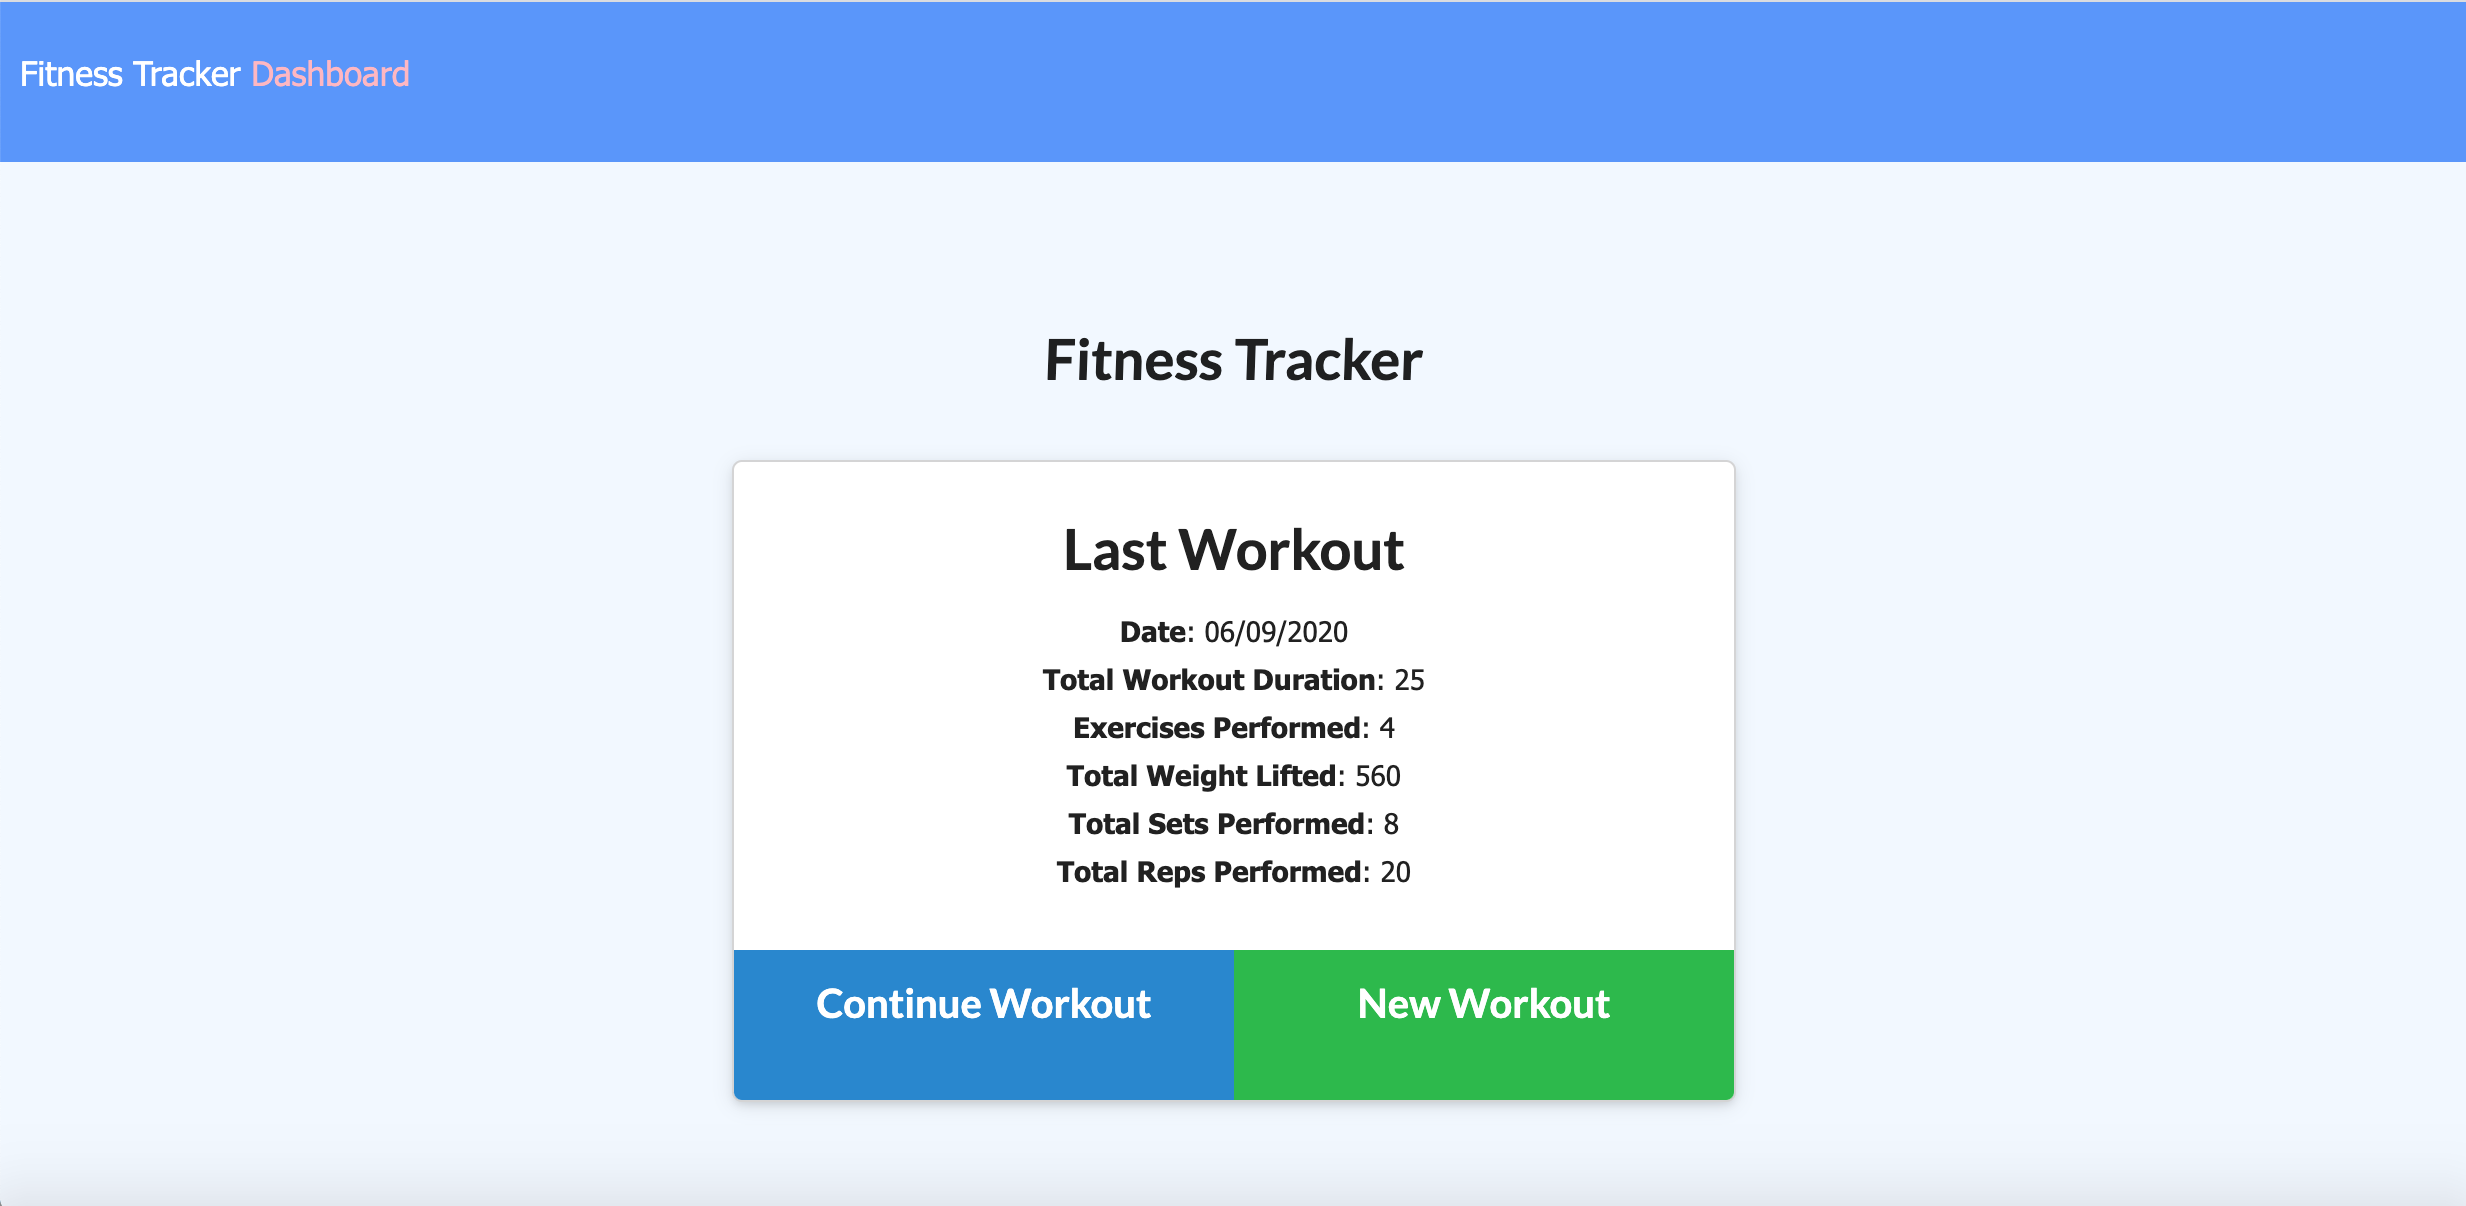 Fitness Tracker Dashboard
Fitness Tracker
Last Workout
Date: 06/09/2020
Total Workout Duration: 25
Exercises Performed: 4
Total Weight Lifted: 560
Total Sets Performed: 8
Total Reps Performed: 20
Continue Workout New Workout